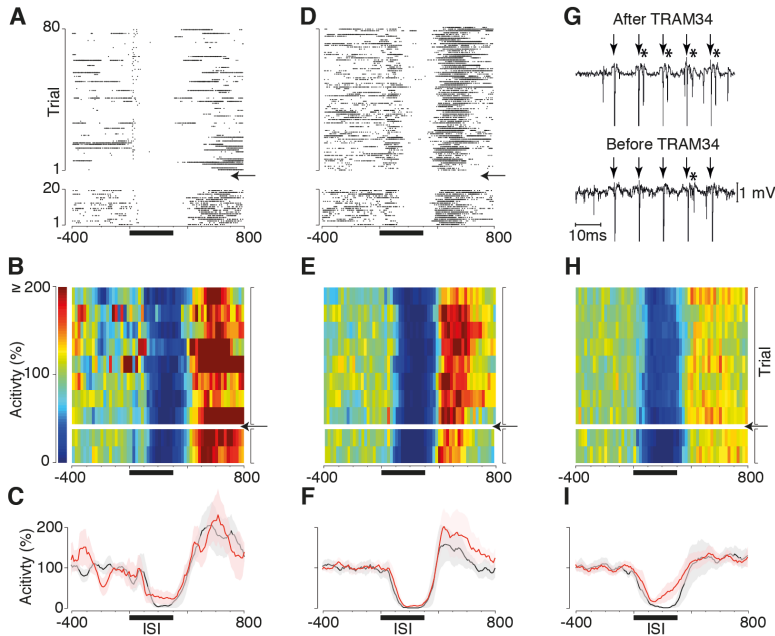 A
80
Trial
1
20
10
1
-400
800
D
-400
800
G
After TRAM34
* * * *
Before TRAM34
*
1 mV
10ms
B
≥ 200
100
0
Acitivty (%)
-400
800
E
-400
800
H
Trial
-400
800
C
200
100
0
Acitivty (%)
-400
ISI
800
F
-400
ISI
800
I
-400
ISI
800